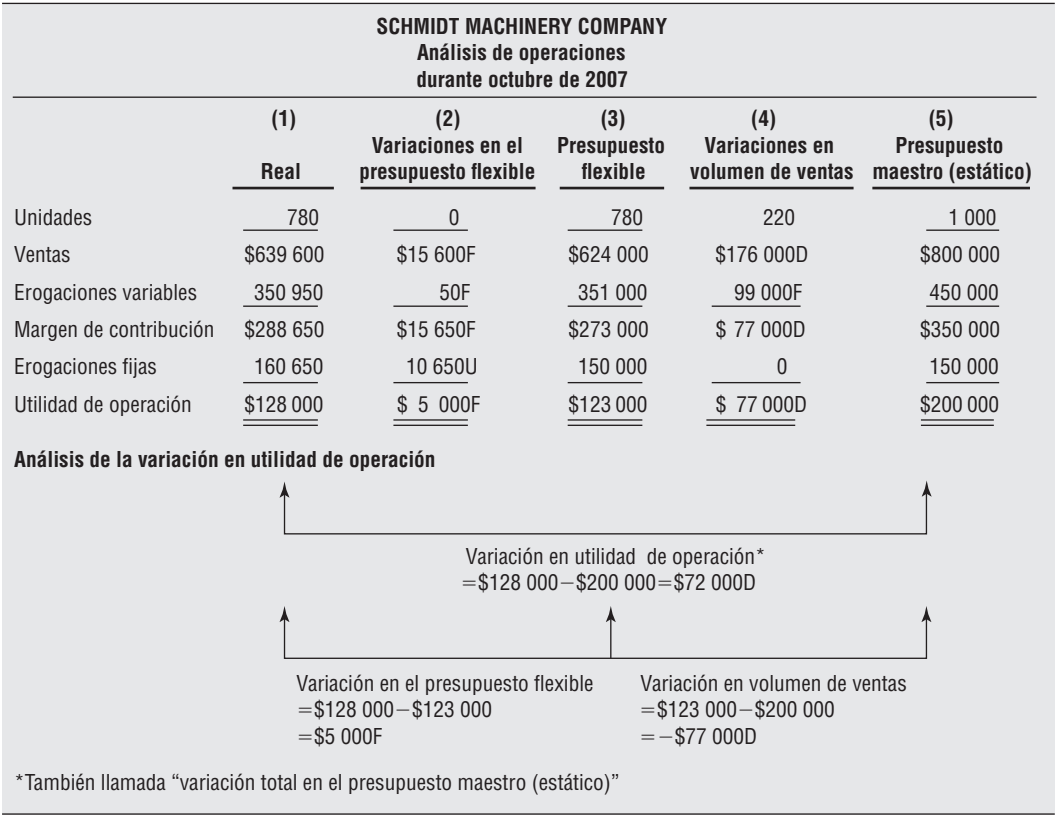 SCHMIDT MACHINERY COMPANY
Análisis de operaciones
durante octubre de 2007
(1) (2) (3) (4) (5)
Variaciones en el Presupuesto Variaciones en Presupuesto
Real presupuesto flexible flexible volumen de ventas maestro (estático)
Unidades 780 0 780 220 1 000
Ventas $639 600 $15 600F $624 000 $176 000D $800 000
Erogaciones variables 350 950 50F 351 000 99 000F 450 000
Margen de contribución $288 650 $15 650F $273 000 $ 77 000D $350 000
Erogaciones fijas 160 650 10 650U 150 000 0 150 000
Utilidad de operación $128 000 $ 5 000F $123 000 $ 77 000D $200 000
Análisis de la variación en utilidad de operación
Variación en utilidad de operación*
=$128 000−$200 000=$72 000D
Variación en el presupuesto flexible Variación en volumen de ventas
=$128 000−$123 000 =$123 000−$200 000
=$5 000F =−$77 000D
*También llamada “variación total en el presupuesto maestro (estático)”